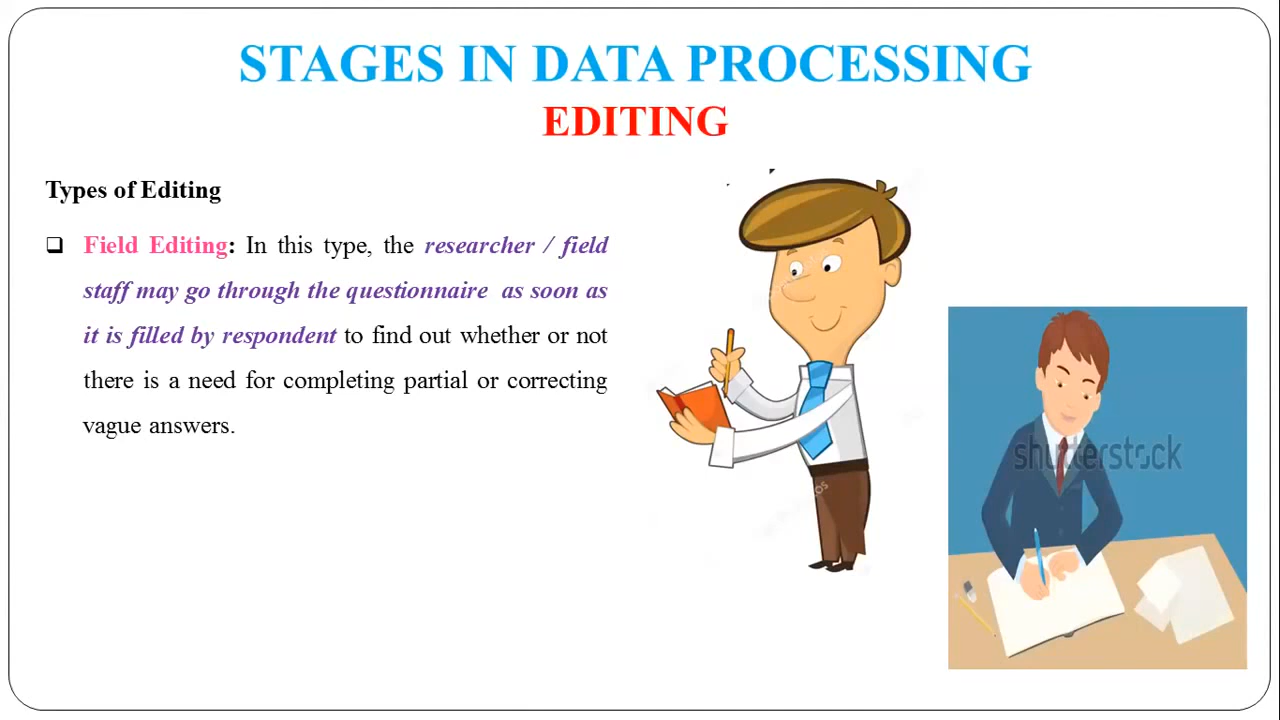 STAGES IN DATA PROCESSING
EDITING
Types of Editing
Field Editing: In this type, the researcher / field
staff may go through the questionnaire as soon as
it is filled by respondent to find out whether or not
there is a need for completing partial or correcting
vague answers.
shutterstock